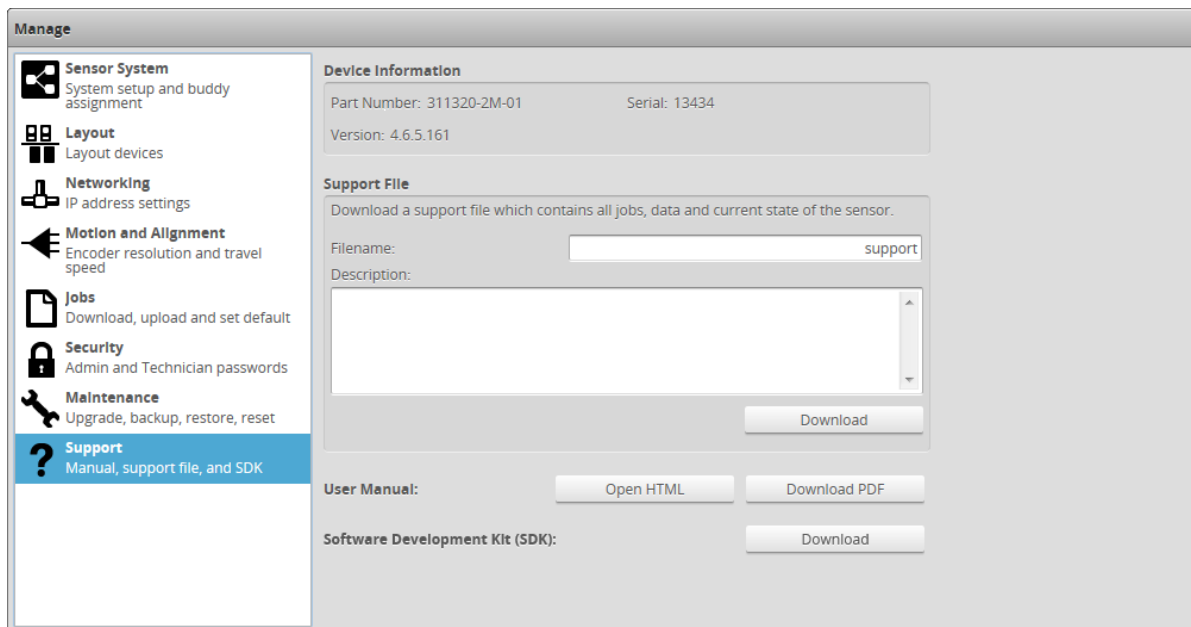 Manage
Sensor System
System setup and buddy
assignment
Layout
Layout devices
Networking
IP address settings
Motion and Alignment
Encoder resolution and travel
speed
Jobs
Download, upload and set default
Security
Admin and Technician passwords
Maintenance
Upgrade, backup, restore, reset
Support
Manual, support file, and SDK
Device Information
Part Number: 311320-2M-01 Serial: 13434
Version: 4.6.5.161
Support File
Download a support file which contains all jobs, data and current state of the sensor.
Filename: support
Description:
Download
User Manual: Open HTML Download PDF
Software Development Kit (SDK): Download